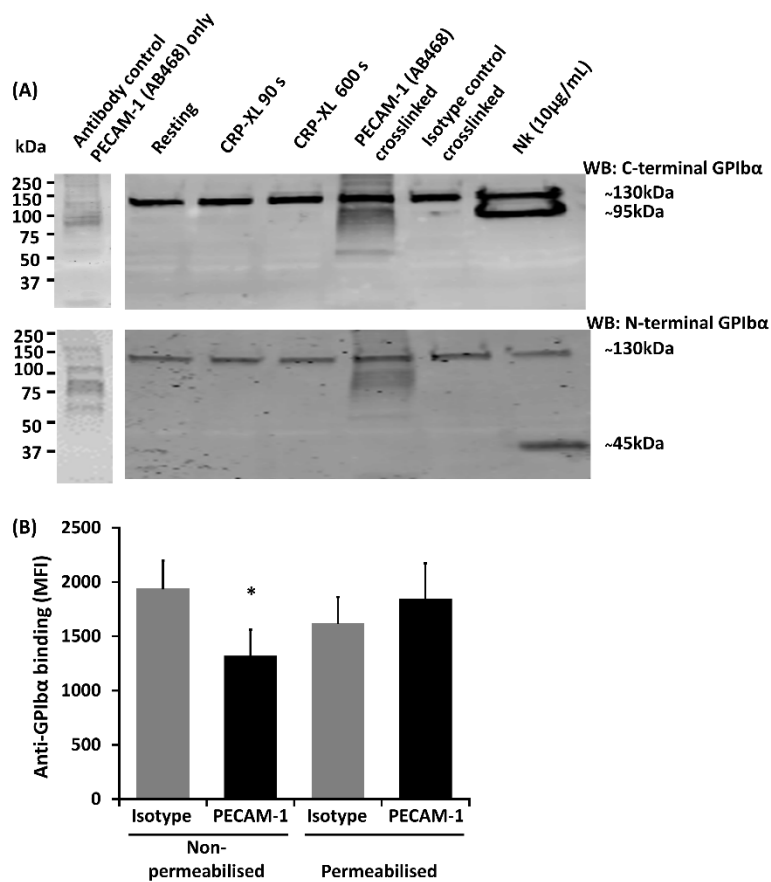 (A)
Antibody control
PECAM-1 (AB468) only
Resting
CRP-XL 90 s
CRP-XL 600 s
PECAM-1 (AB468)
crosslinked
Isotype control
crosslinked
Nk (10µg/mL)
kDa
WB: C-terminal GPIbα
250
150
100
75
50
37
~130kDa
~95kDa
WB: N-terminal GPIbα
250
150
100
75
50
37
~130kDa
~45kDa
(B)
Anti-GPIbα binding (MFI)
2500
2000
1500
1000
500
0
*
Isotype PECAM-1 Isotype PECAM-1
Non-
permeabilised Permeabilised